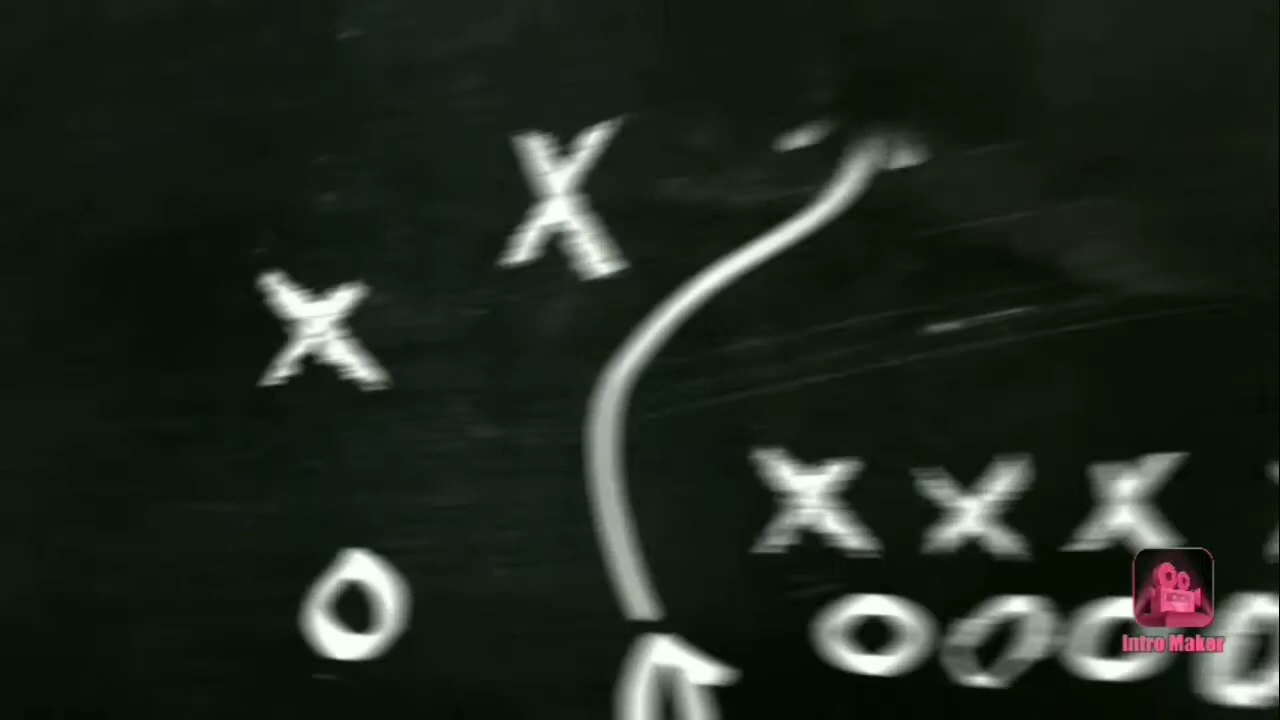 X
X
X X X
O O O O O
Intro Maker